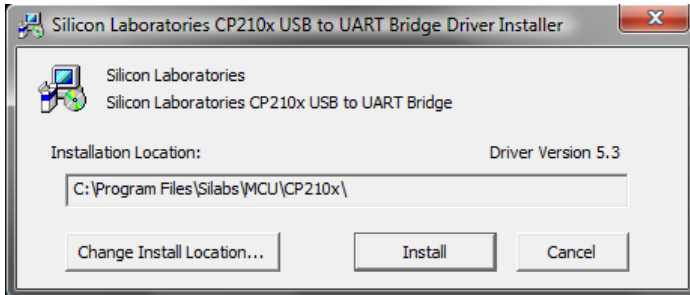 Silicon Laboratories CP210x USB to UART Bridge Driver Installer
Silicon Laboratories
Silicon Laboratories CP210x USB to UART Bridge
Installation Location: Driver Version 5.3
C:\Program Files\Silabs\MCU\CP210x\
Change Install Location... Install Cancel